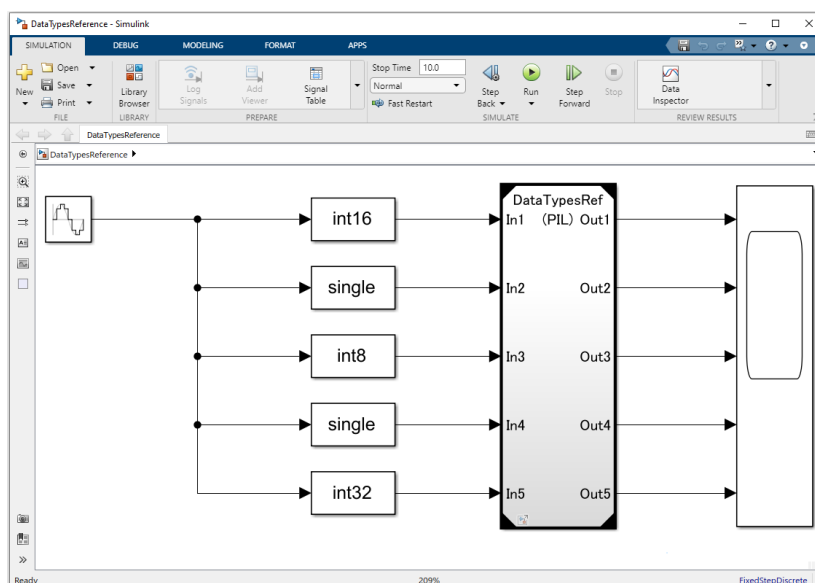 DataTypesReference - Simulink
SIMULATION DEBUG MODELING FORMAT APPS
New
Open
Save
Print
FILE
Library
Browser
LIBRARY
Log
Signals
Add
Viewer
Signal
Table
PREPARE
Stop Time 10.0
Normal
Fast Restart
Step
Back
Run
Step
Forward
Stop
SIMULATE
Data
Inspector
REVIEW RESULTS
DataTypesReference
DataTypesReference
DataTypesRef
(PIL)
int16 In1 Out1
single In2 Out2
int8 In3 Out3
single In4 Out4
int32 In5 Out5
Ready 209% FixedStepDiscrete